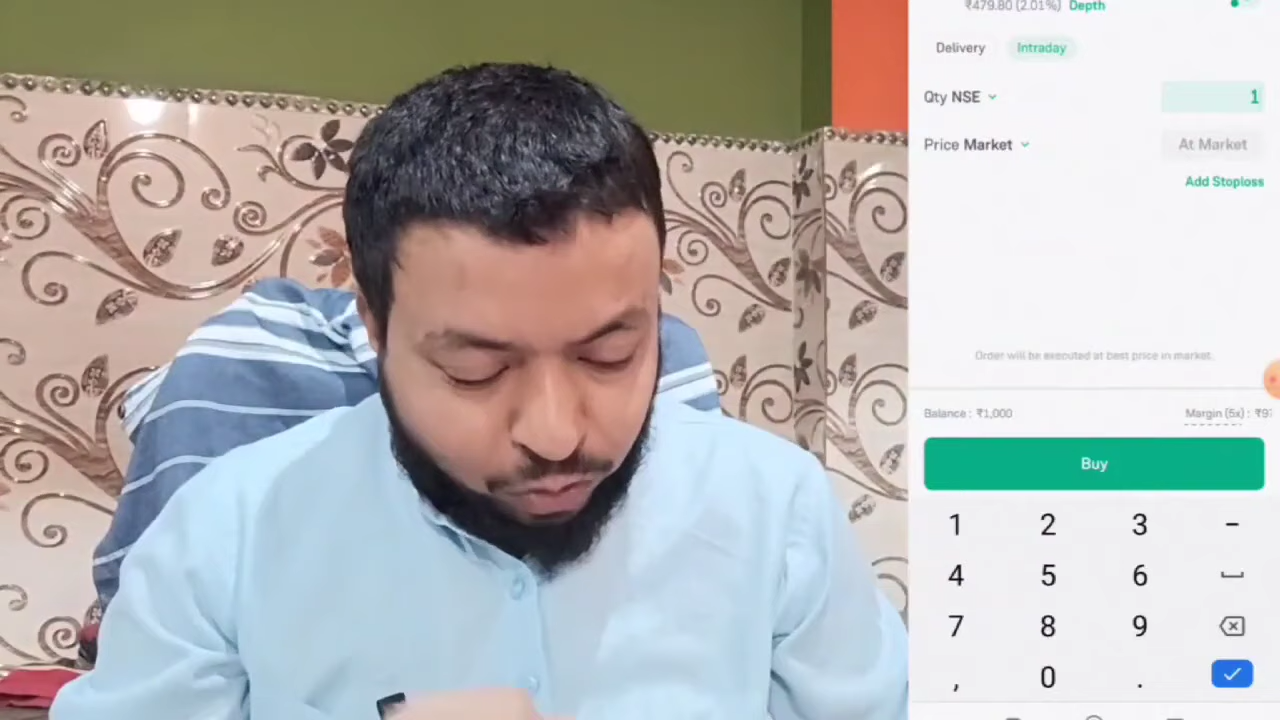 ₹479.80 (2.01%) Depth
Delivery Intraday
Qty NSE 1
Price Market At Market
Add Stoploss
Order will be executed at best price in market.
Balance : ₹1,000 Margin (5x) : ₹9
Buy
1 2 3 -
4 5 6
7 8 9
, 0 .